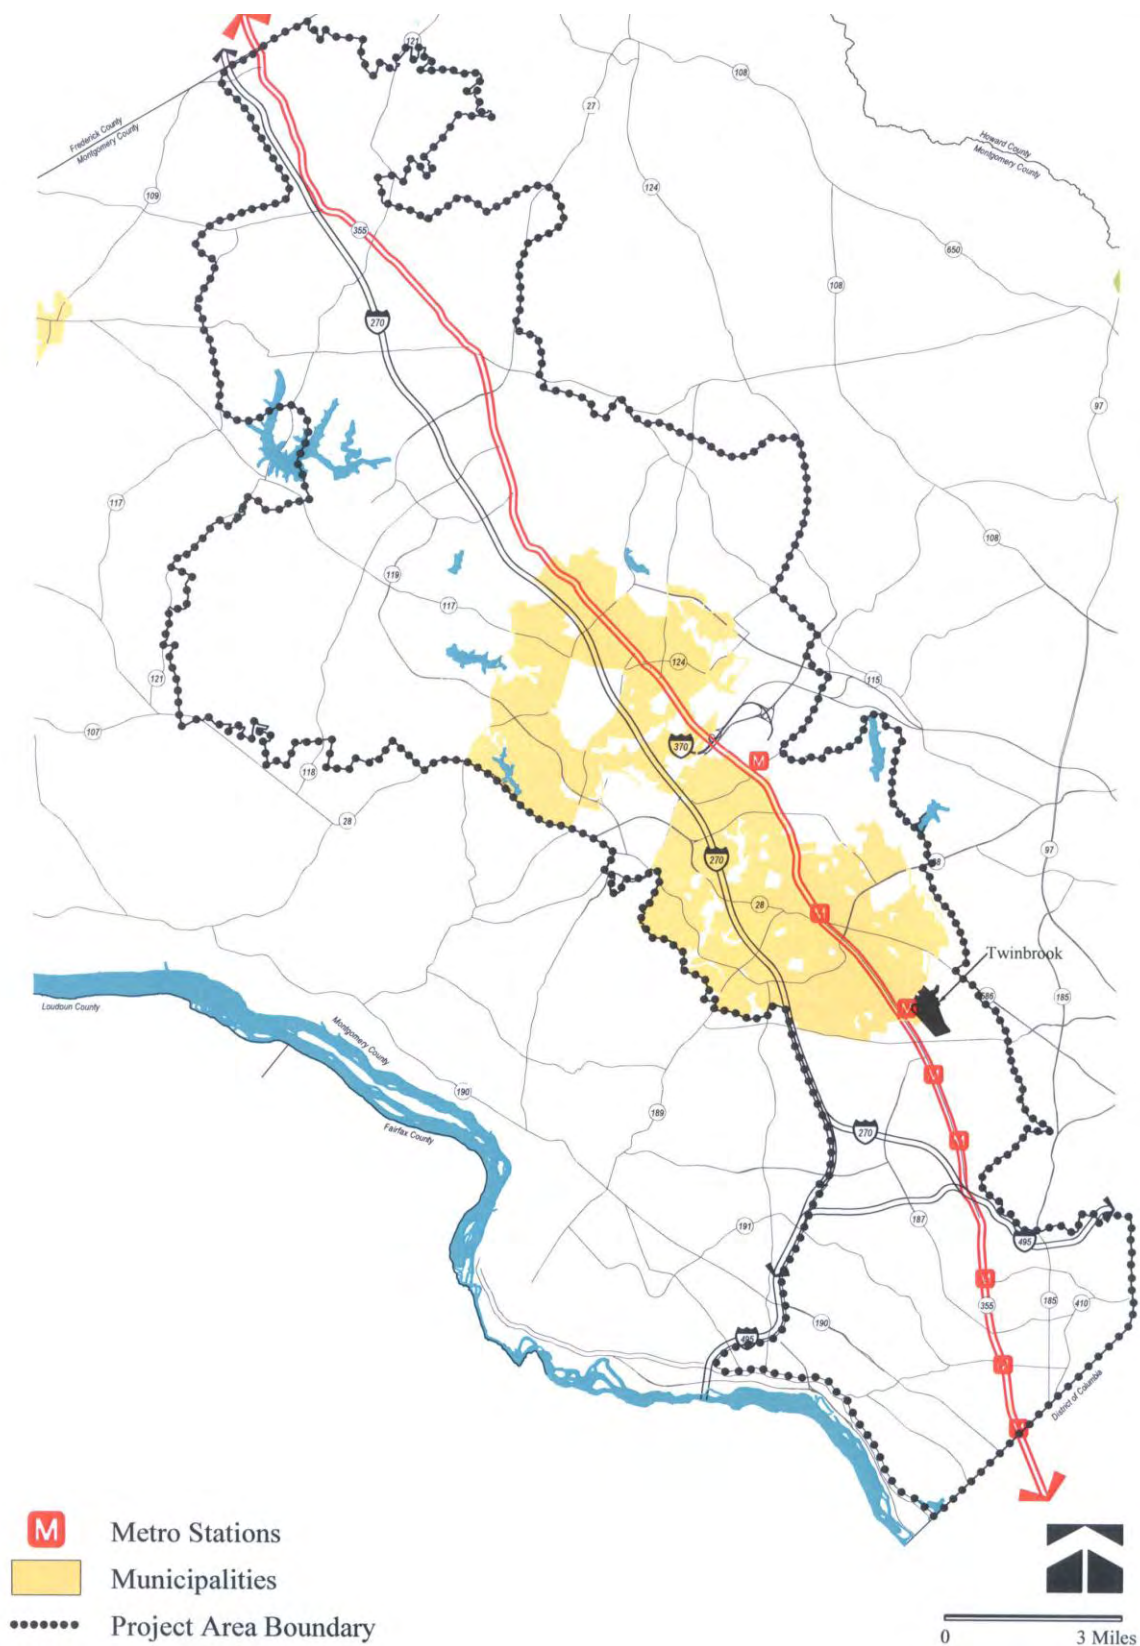 121
108
27
Frederick County
Montgomery County
Howard County
Montgomery County
124
109
355
650
108
270
97
117
108
119
117
124
115
121
107
370
M
118
28
270
97
28
M
Twinbrook
586
185
M
Loudoun County
Montgomery County
M
190
189
Fairfax County
270
M
191
187
495
M
355
185
410
190
495
M
District of Columbia
M
M Metro Stations
Municipalities
Project Area Boundary
0 3 Miles